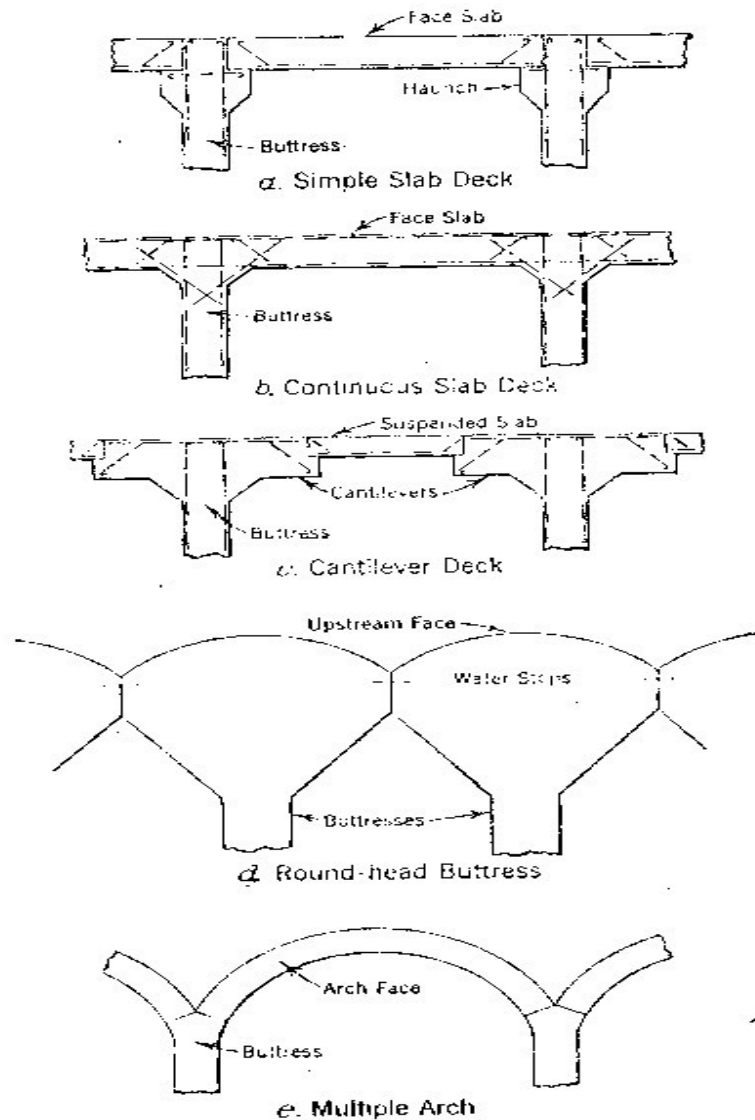 Face Slab
Haunch
Buttress
a. Simple Slab Deck
Face Slab
Buttress
b. Continuous Slab Deck
Suspended Slab
Cantilevers
Buttress
c. Cantilever Deck
Upstream Face
Water Stops
Buttresses
d. Round-head Buttress
Arch Face
Buttress
e. Multiple Arch